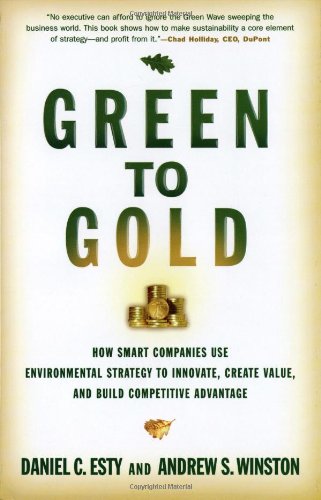 "No executive can afford to ignore the Green Wave sweeping the
business world. This book shows how to make sustainability a core element
of strategy—and profit from it."—Chad Holliday, CEO, DuPont
GREEN
TO
GOLD
HOW SMART COMPANIES USE
ENVIRONMENTAL STRATEGY TO INNOVATE, CREATE VALUE,
AND BUILD COMPETITIVE ADVANTAGE
DANIEL C. ESTY AND ANDREW S. WINSTON